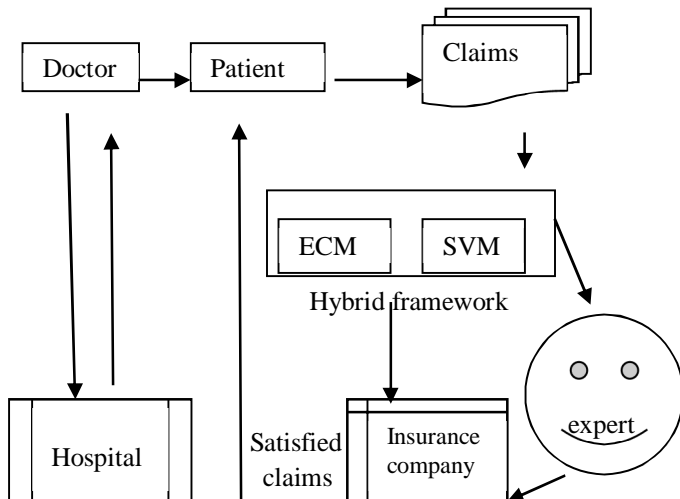 Doctor
Patient
Claims
ECM
SVM
Hybrid framework
expert
Hospital
Satisfied
claims
Insurance
company